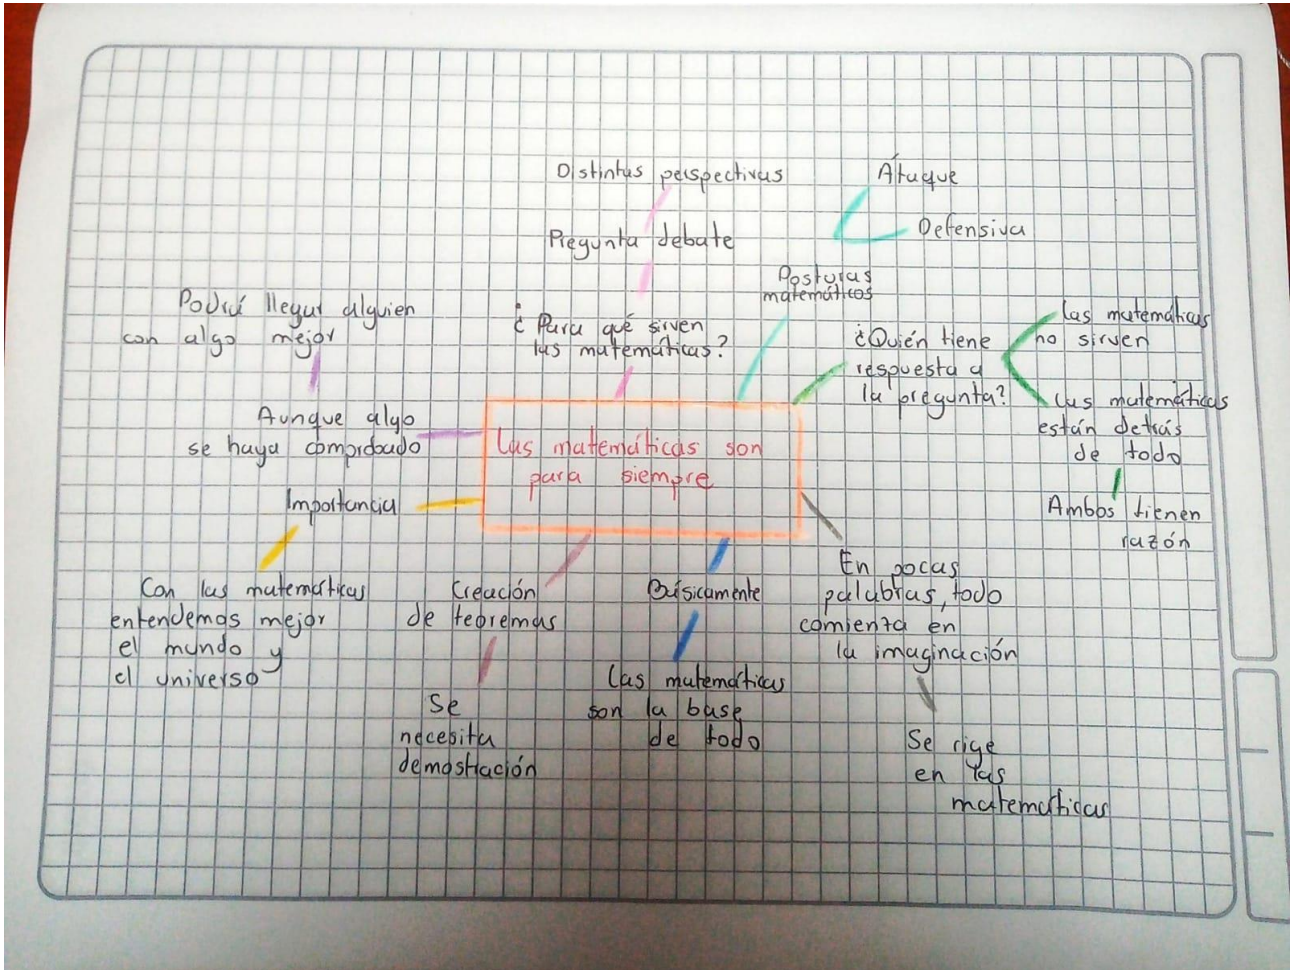 Distintas perspectivas
Pregunta debate
¿Para qué sirven
las matemáticas?
Ataque
Defensiva
Posturas
matemáticos
¿Quién tiene
respuesta a
la pregunta?
Las matemáticas
no sirven
Las matemáticas
están detrás
de todo
Ambos tienen
razón
Podrá llegar alguien
con algo mejor
Aunque algo
se haya comprobado
Las matemáticas son
para siempre
Importancia
Con las matemáticas
entendemos mejor
el mundo y
el universo
Creación
de teoremas
Se
necesita
demostración
Básicamente
Las matemáticas
son la base
de todo
En pocas
palabras, todo
comienza en
la imaginación
Se rige
en las
matemáticas